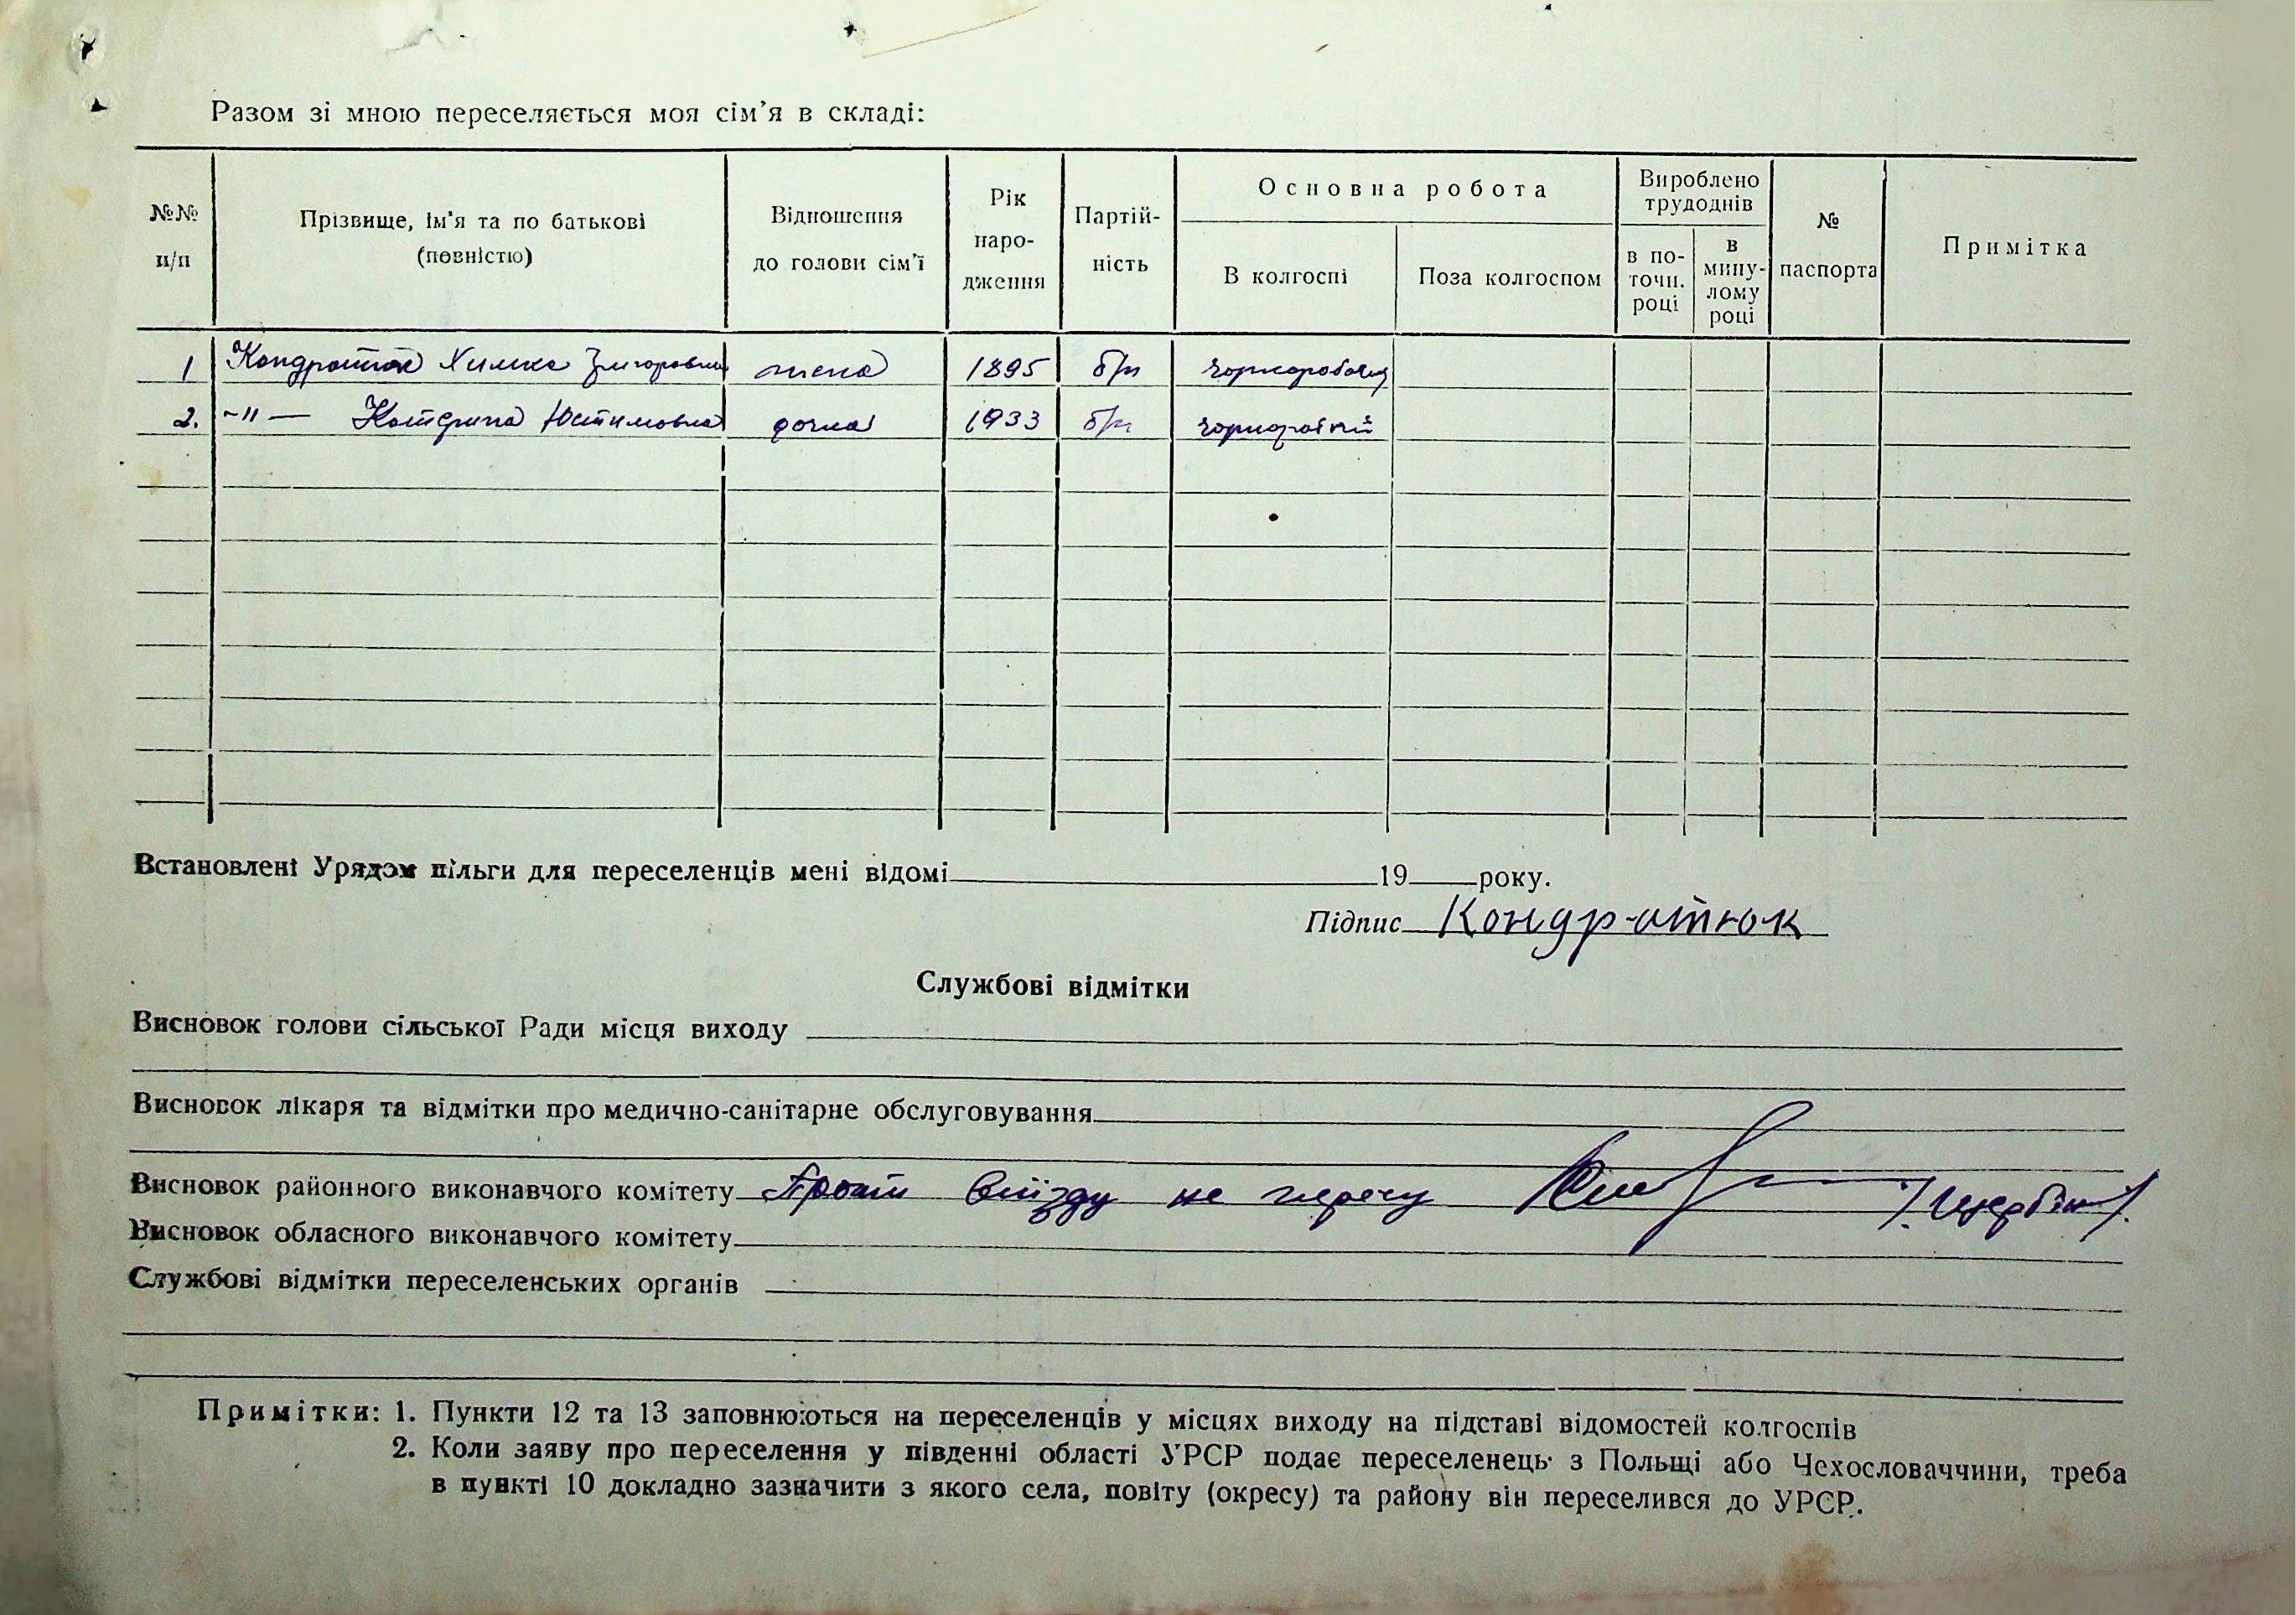 Разом зі мною переселяється моя сім'я в складі:
№№ п/п
Прізвище, ім'я та по батькові (повністю)
Відношення до голови сім'ї
Рік народження
Партійність
Основна робота
В колгоспі
Поза колгоспом
Вироблено трудоднів
в поточн. році
в минулому році
№ паспорта
Примітка
1 Кондратюк Химка Григоровна жена 1895 б/п
2. -"- Катерина Юстимовна дочка 1933 б/п
Встановлені Урядом пільги для переселенців мені відомі 19 року.
Підпис Кондратюк
Службові відмітки
Висновок голови сільської Ради місця виходу
Висновок лікаря та відмітки про медично-санітарне обслуговування
Висновок районного виконавчого комітету Проти виїзду не
Висновок обласного виконавчого комітету
Службові відмітки переселенських органів
Примітки: 1. Пункти 12 та 13 заповнюються на переселенців у місцях виходу на підставі відомостей колгоспів
2. Коли заяву про переселення у південні області УРСР подає переселенець з Польщі або Чехословаччини, треба
в пункті 10 докладно зазначити з якого села, повіту (округу) та району він переселився до УРСР.